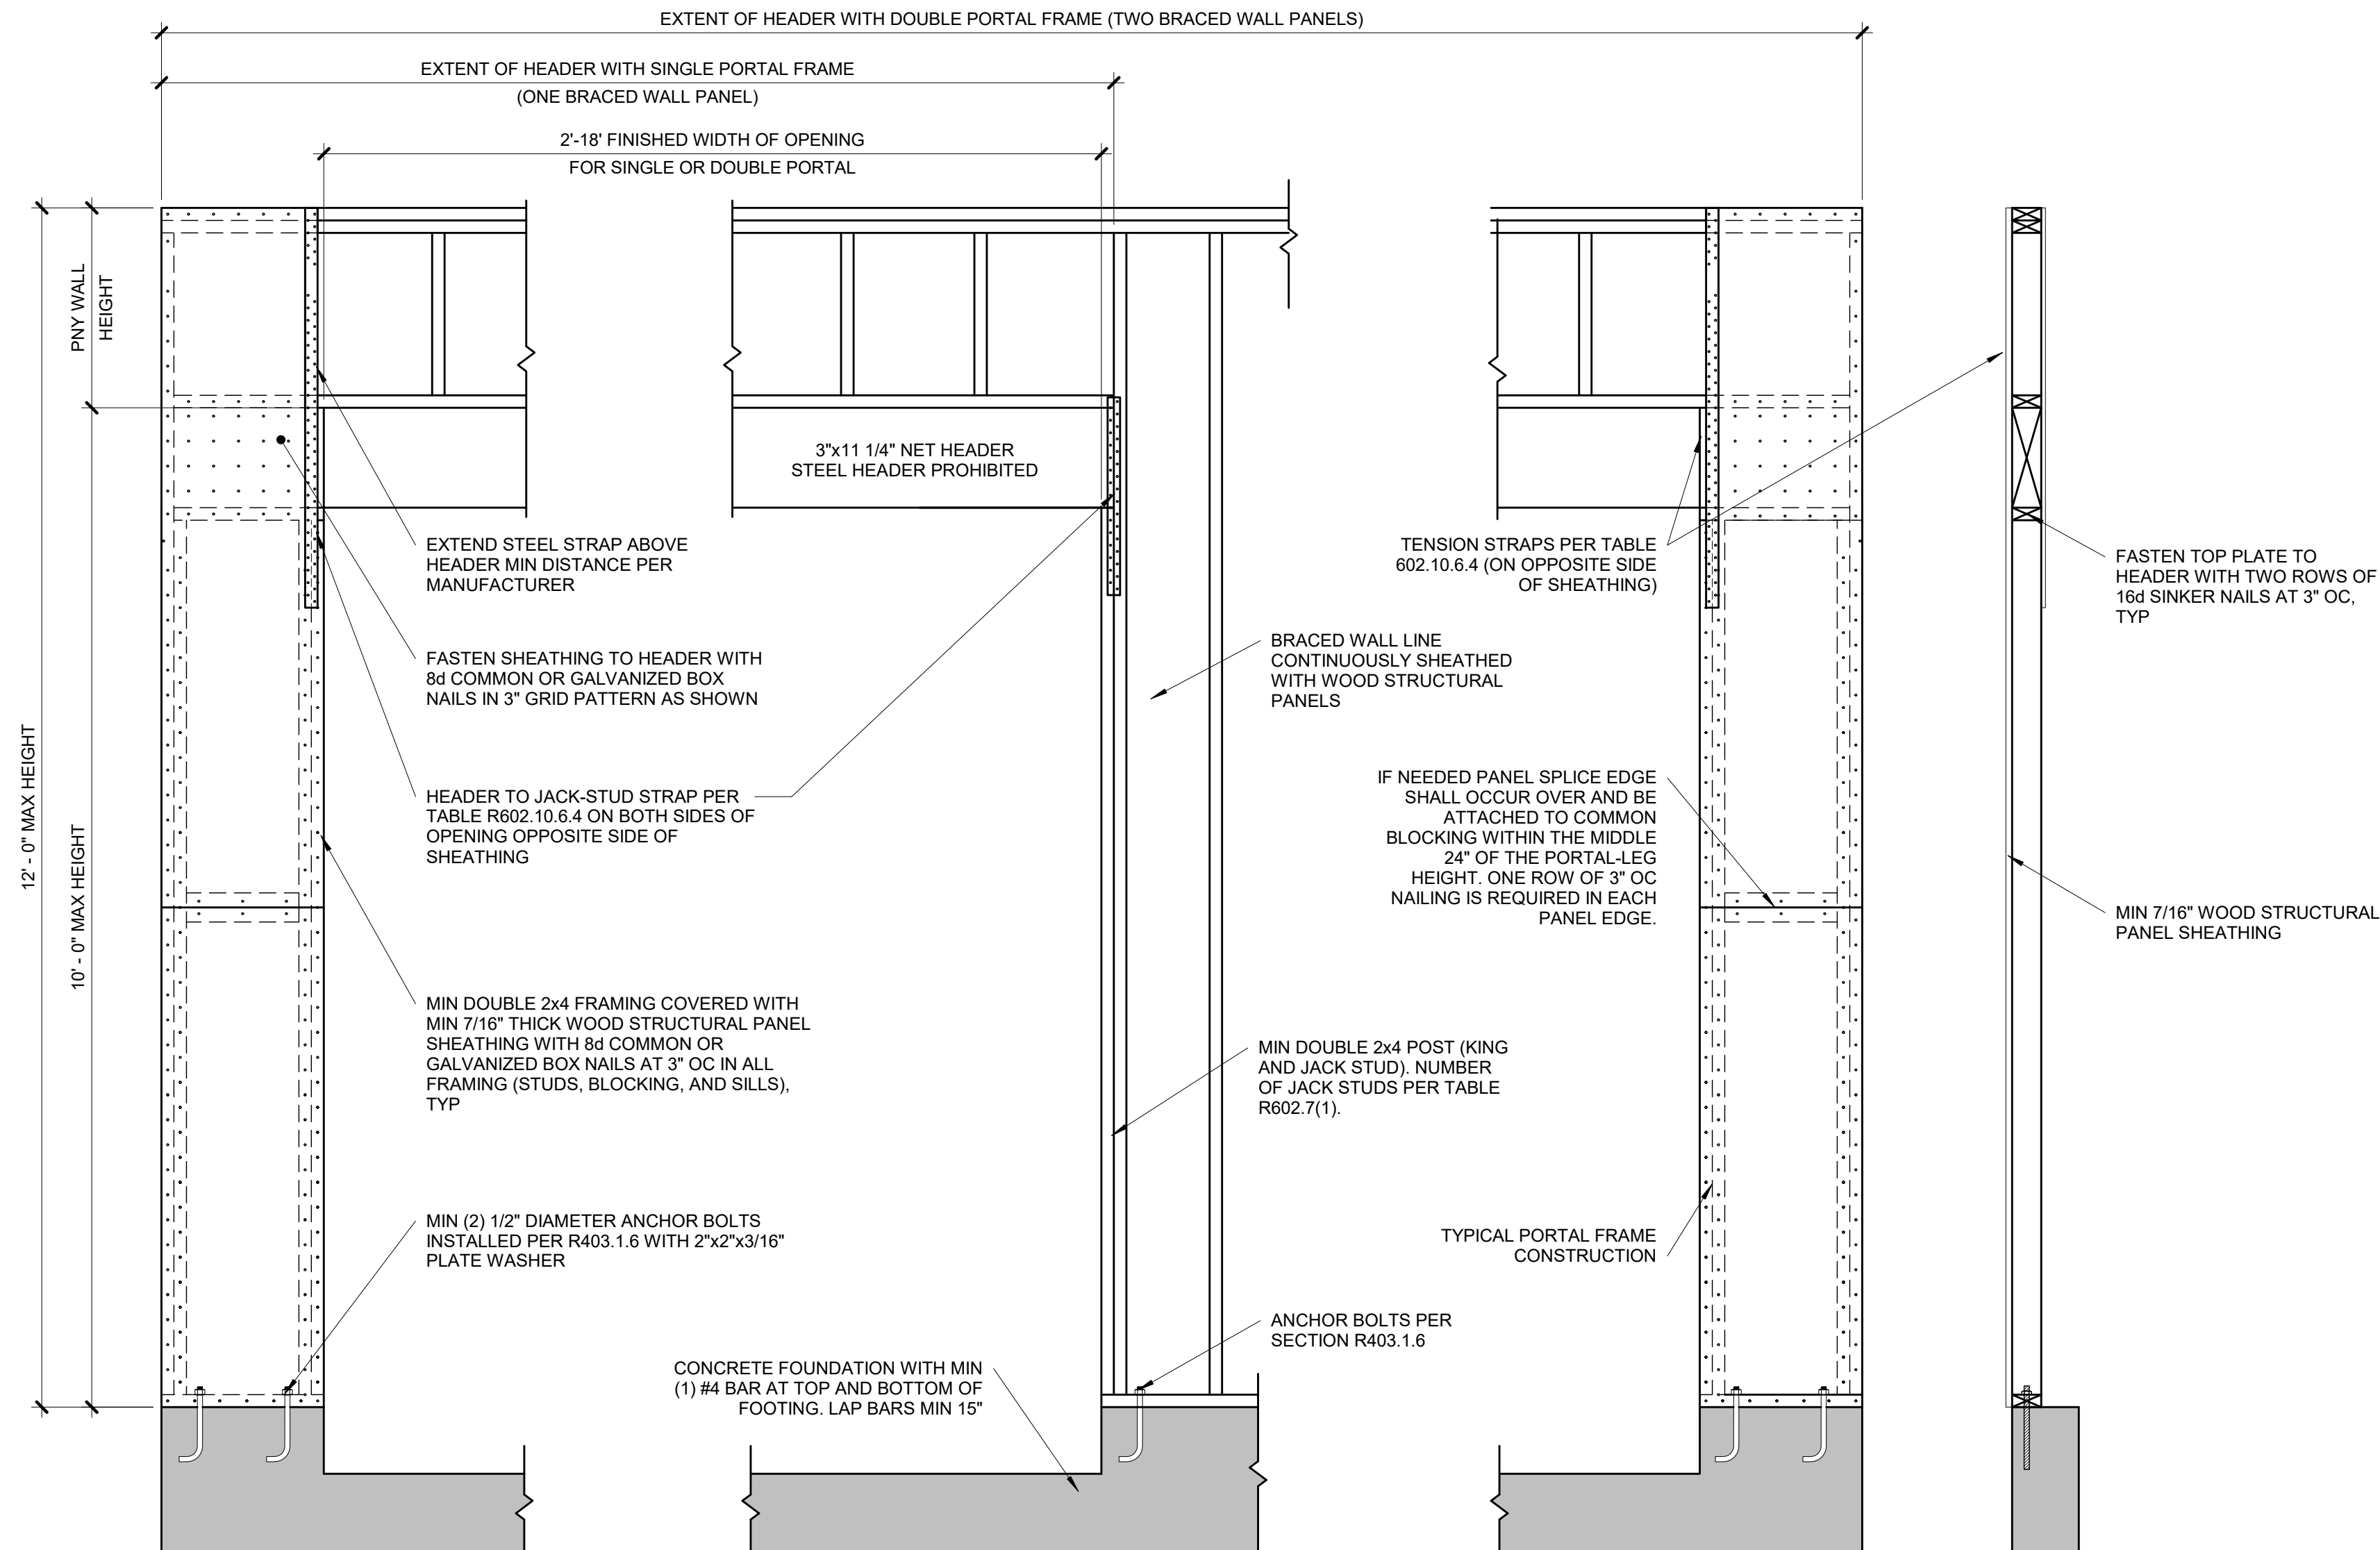 EXTENT OF HEADER WITH DOUBLE PORTAL FRAME (TWO BRACED WALL PANELS)
EXTENT OF HEADER WITH SINGLE PORTAL FRAME
(ONE BRACED WALL PANEL)
2'-18' FINISHED WIDTH OF OPENING
FOR SINGLE OR DOUBLE PORTAL
PNY WALL
HEIGHT
12' - 0" MAX HEIGHT
10' - 0" MAX HEIGHT
3"x11 1/4" NET HEADER
STEEL HEADER PROHIBITED
EXTEND STEEL STRAP ABOVE
HEADER MIN DISTANCE PER
MANUFACTURER
FASTEN SHEATHING TO HEADER WITH
8d COMMON OR GALVANIZED BOX
NAILS IN 3" GRID PATTERN AS SHOWN
HEADER TO JACK-STUD STRAP PER
TABLE R602.10.6.4 ON BOTH SIDES OF
OPENING OPPOSITE SIDE OF
SHEATHING
MIN DOUBLE 2x4 FRAMING COVERED WITH
MIN 7/16" THICK WOOD STRUCTURAL PANEL
SHEATHING WITH 8d COMMON OR
GALVANIZED BOX NAILS AT 3" OC IN ALL
FRAMING (STUDS, BLOCKING, AND SILLS),
TYP
MIN (2) 1/2" DIAMETER ANCHOR BOLTS
INSTALLED PER R403.1.6 WITH 2"x2"x3/16"
PLATE WASHER
CONCRETE FOUNDATION WITH MIN
(1) #4 BAR AT TOP AND BOTTOM OF
FOOTING. LAP BARS MIN 15"
BRACED WALL LINE
CONTINUOUSLY SHEATHED
WITH WOOD STRUCTURAL
PANELS
MIN DOUBLE 2x4 POST (KING
AND JACK STUD). NUMBER
OF JACK STUDS PER TABLE
R602.7(1).
ANCHOR BOLTS PER
SECTION R403.1.6
TENSION STRAPS PER TABLE
602.10.6.4 (ON OPPOSITE SIDE
OF SHEATHING)
IF NEEDED PANEL SPLICE EDGE
SHALL OCCUR OVER AND BE
ATTACHED TO COMMON
BLOCKING WITHIN THE MIDDLE
24" OF THE PORTAL-LEG
HEIGHT. ONE ROW OF 3" OC
NAILING IS REQUIRED IN EACH
PANEL EDGE.
TYPICAL PORTAL FRAME
CONSTRUCTION
FASTEN TOP PLATE TO
HEADER WITH TWO ROWS OF
16d SINKER NAILS AT 3" OC,
TYP
MIN 7/16" WOOD STRUCTURAL
PANEL SHEATHING